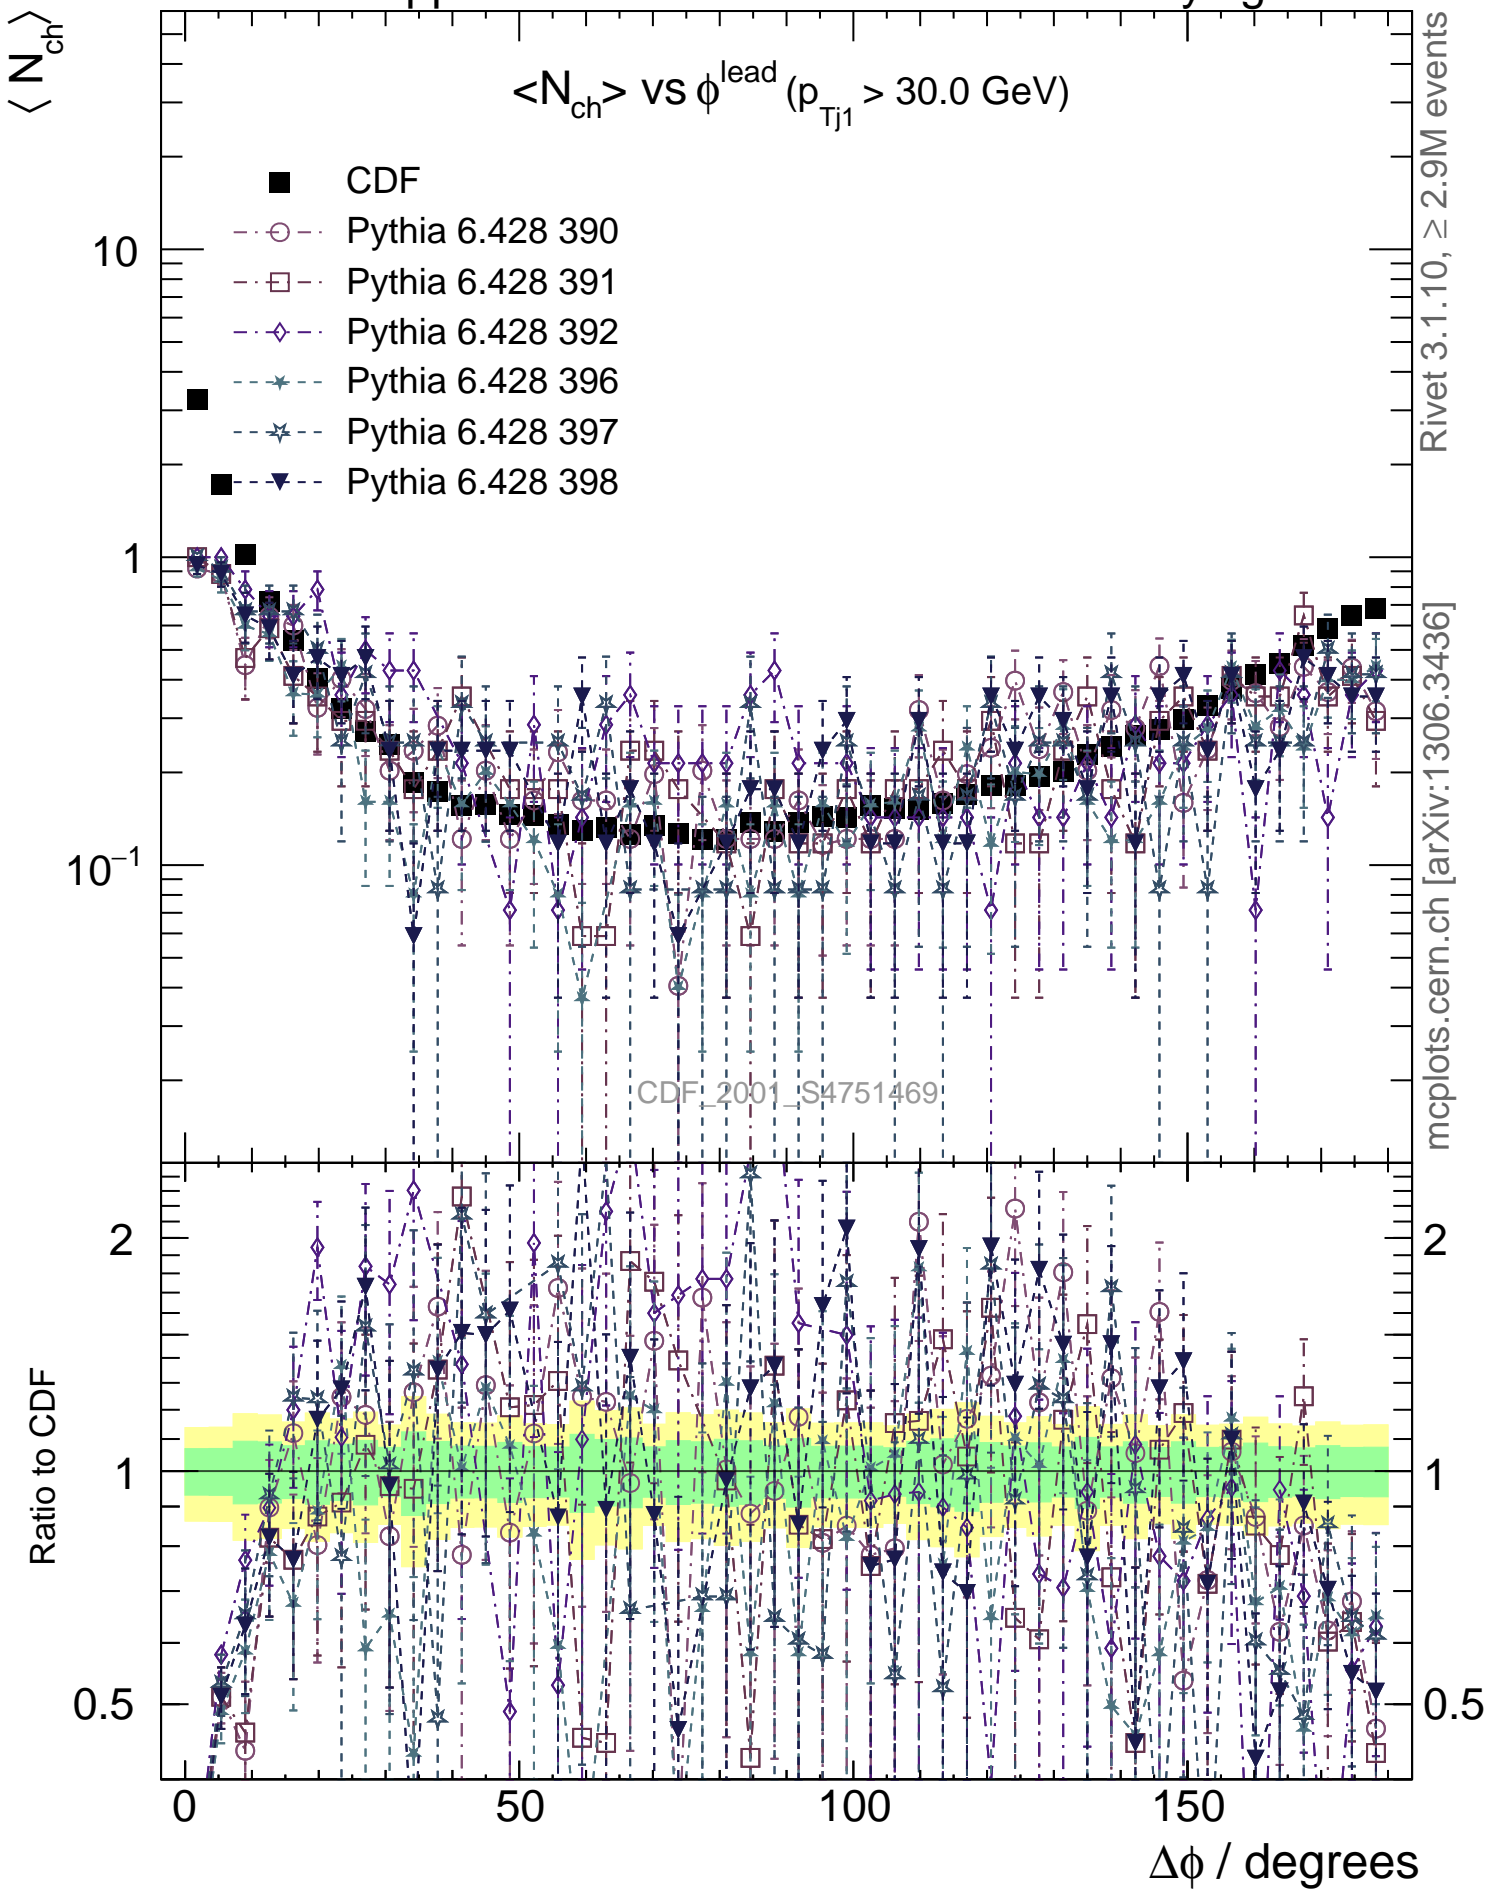 ⟨ N_ch ⟩
<N_ch> vs ϕ^lead (p_Tj1 > 30.0 GeV)
CDF
Pythia 6.428 390
Pythia 6.428 391
Pythia 6.428 392
Pythia 6.428 396
Pythia 6.428 397
Pythia 6.428 398
10
1
10^−1
CDF_2001_S4751469
Rivet 3.1.10, ≥ 2.9M events
mcplots.cern.ch [arXiv:1306.3436]
Ratio to CDF
2
1
0.5
2
1
0.5
0 50 100 150
Δϕ / degrees